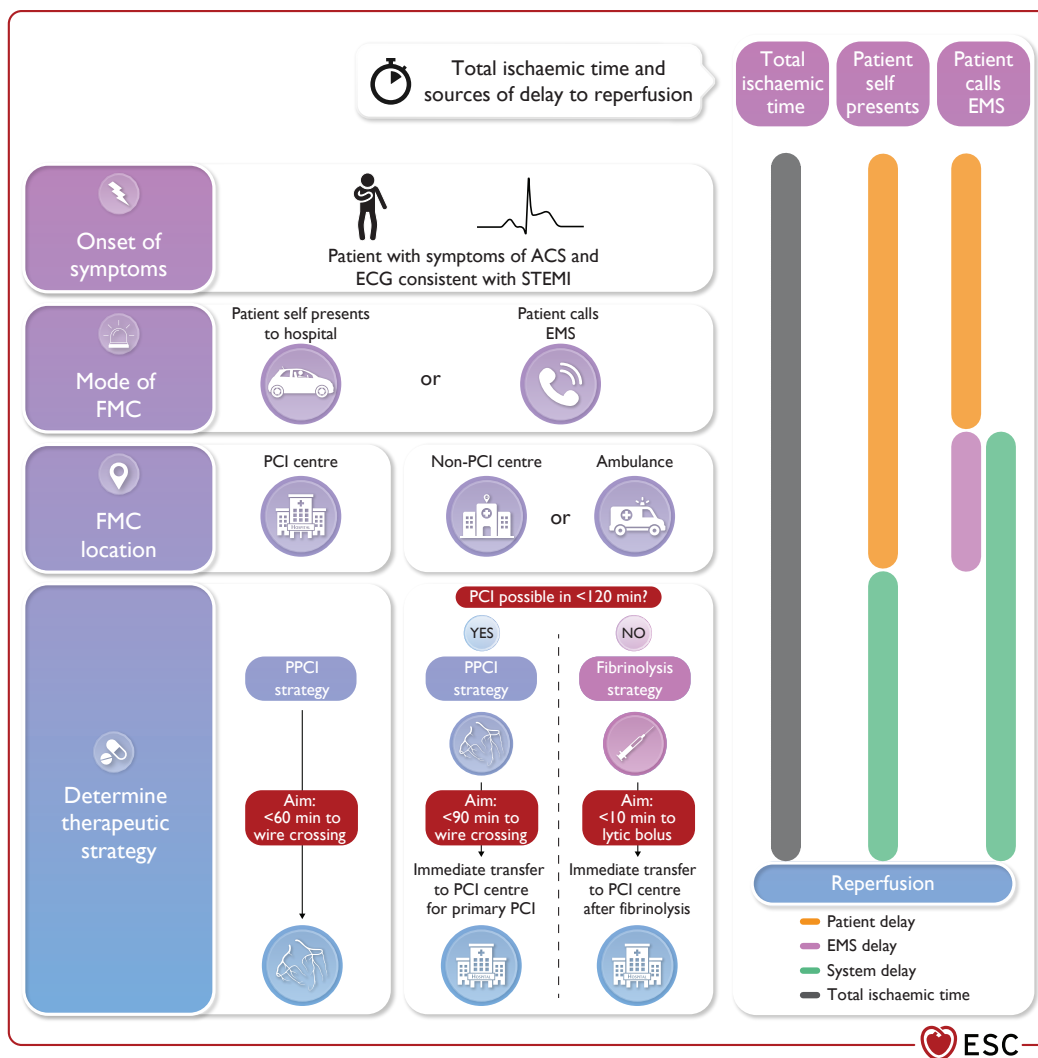 Total ischaemic time and
sources of delay to reperfusion
Total
ischaemic
time
Patient
self
presents
Patient
calls
EMS
Onset of
symptoms
Patient with symptoms of ACS and
ECG consistent with STEMI
Mode of
FMC
Patient self presents
to hospital
or
Patient calls
EMS
FMC
location
PCI centre
HOSPITAL
Non-PCI centre
or
Ambulance
Determine
therapeutic
strategy
PPCI
strategy
Aim:
<60 min to
wire crossing
PCI possible in <120 min?
YES
PPCI
strategy
Aim:
<90 min to
wire crossing
Immediate transfer
to PCI centre
for primary PCI
HOSPITAL
NO
Fibrinolysis
strategy
Aim:
<10 min to
lytic bolus
Immediate transfer
to PCI centre
after fibrinolysis
HOSPITAL
Reperfusion
Patient delay
EMS delay
System delay
Total ischaemic time
ESC